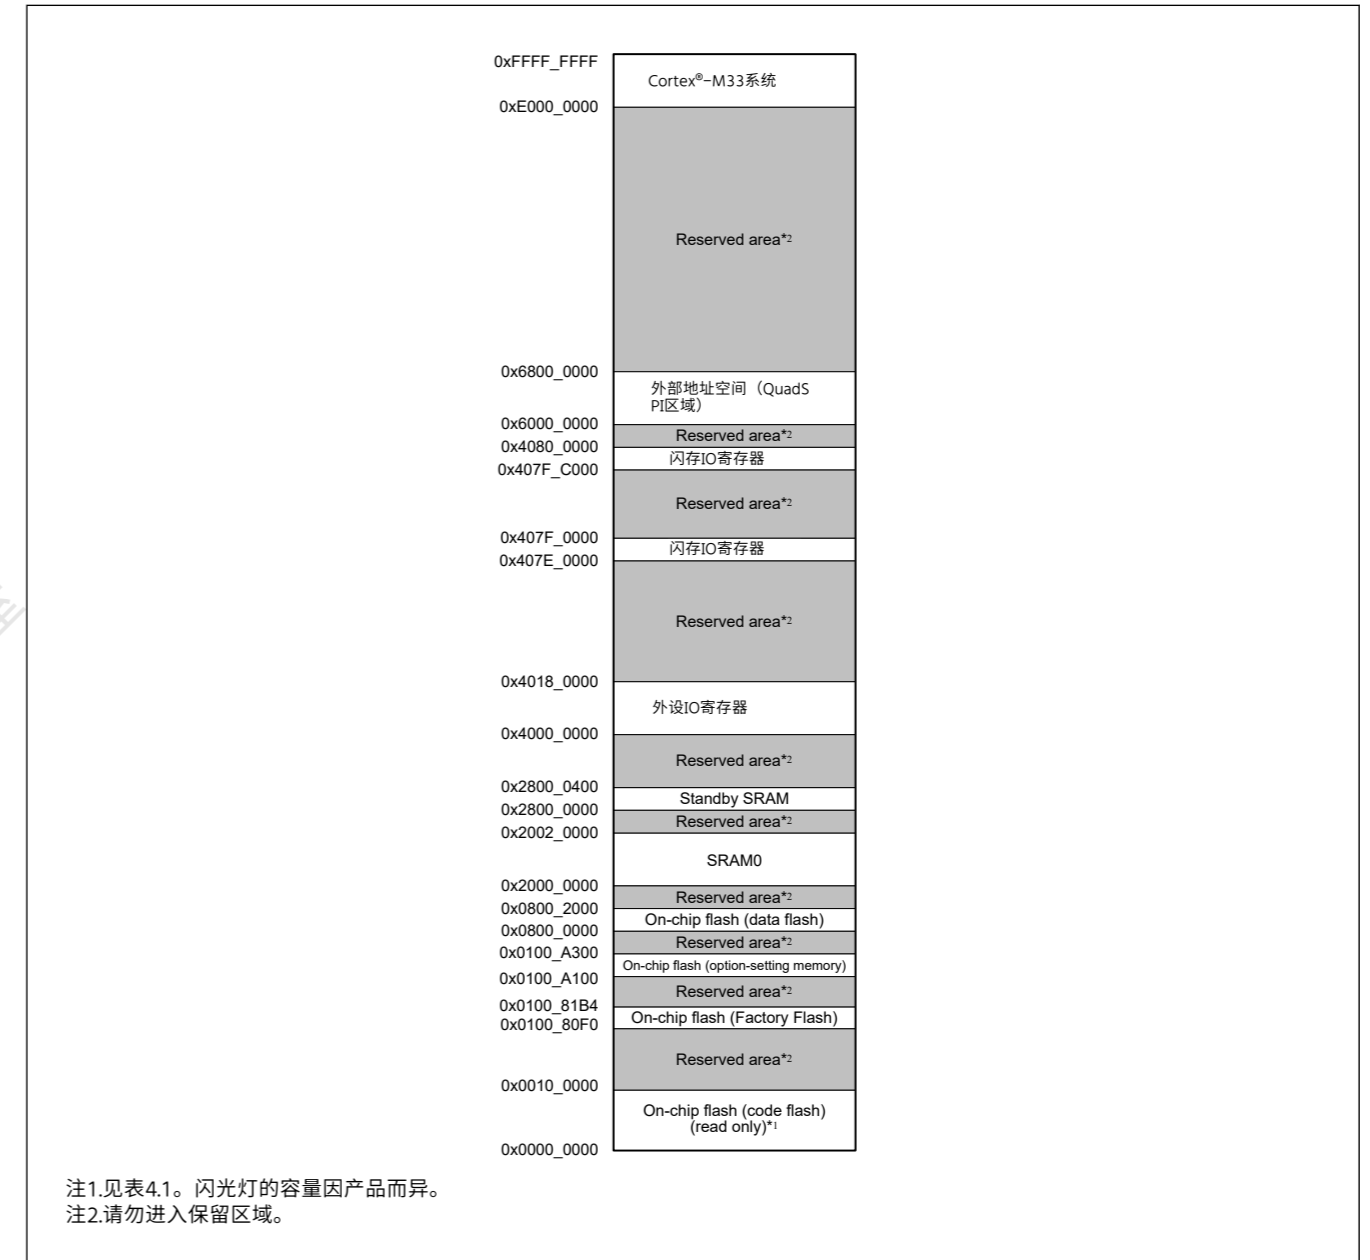 0xFFFF_FFFF
Cortex®-M33系统
0xE000_0000
Reserved area*2
0x6800_0000
外部地址空间（QuadS
PI区域）
0x6000_0000
Reserved area*2
0x4080_0000
闪存IO寄存器
0x407F_C000
Reserved area*2
0x407F_0000
闪存IO寄存器
0x407E_0000
Reserved area*2
0x4018_0000
外设IO寄存器
0x4000_0000
Reserved area*2
0x2800_0400
Standby SRAM
0x2800_0000
Reserved area*2
0x2002_0000
SRAM0
0x2000_0000
Reserved area*2
0x0800_2000
On-chip flash (data flash)
0x0800_0000
Reserved area*2
0x0100_A300
On-chip flash (option-setting memory)
0x0100_A100
Reserved area*2
0x0100_81B4
On-chip flash (Factory Flash)
0x0100_80F0
Reserved area*2
0x0010_0000
On-chip flash (code flash)
(read only)*1
0x0000_0000
注1.见表4.1。闪光灯的容量因产品而异。
注2.请勿进入保留区域。